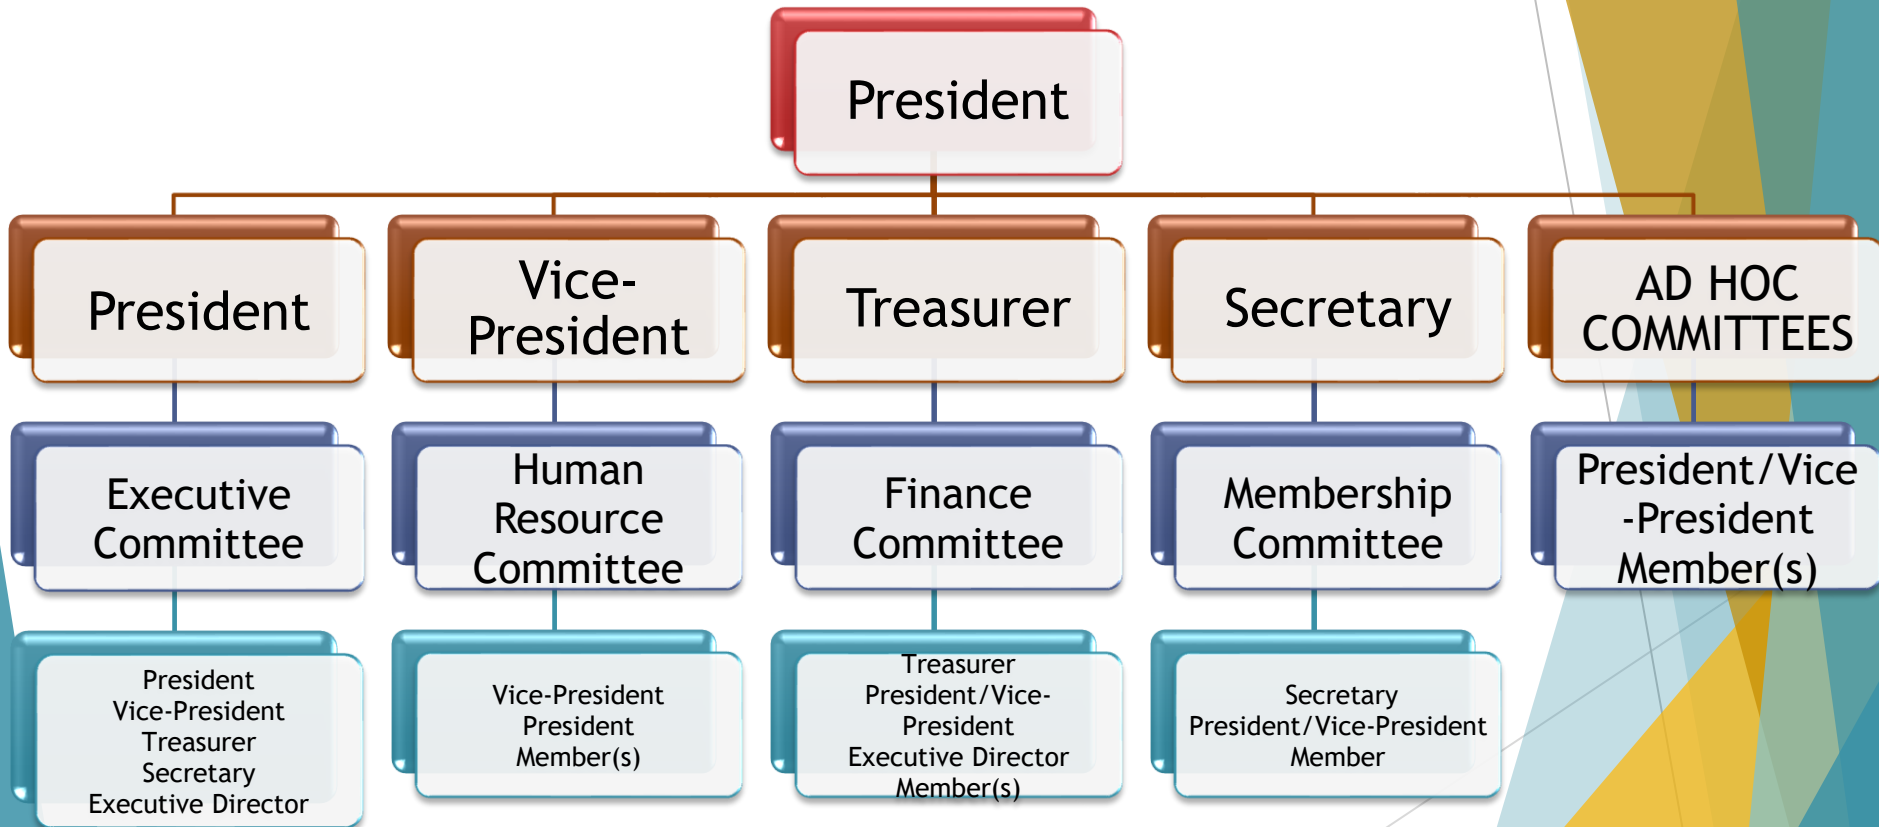 President
President
Vice-
President
Treasurer
Secretary
AD HOC
COMMITTEES
Executive
Committee
Human
Resource
Committee
Finance
Committee
Membership
Committee
President/Vice
-President
Member(s)
President
Vice-President
Treasurer
Secretary
Executive Director
Vice-President
President
Member(s)
Treasurer
President/Vice-
President
Executive Director
Member(s)
Secretary
President/Vice-President
Member